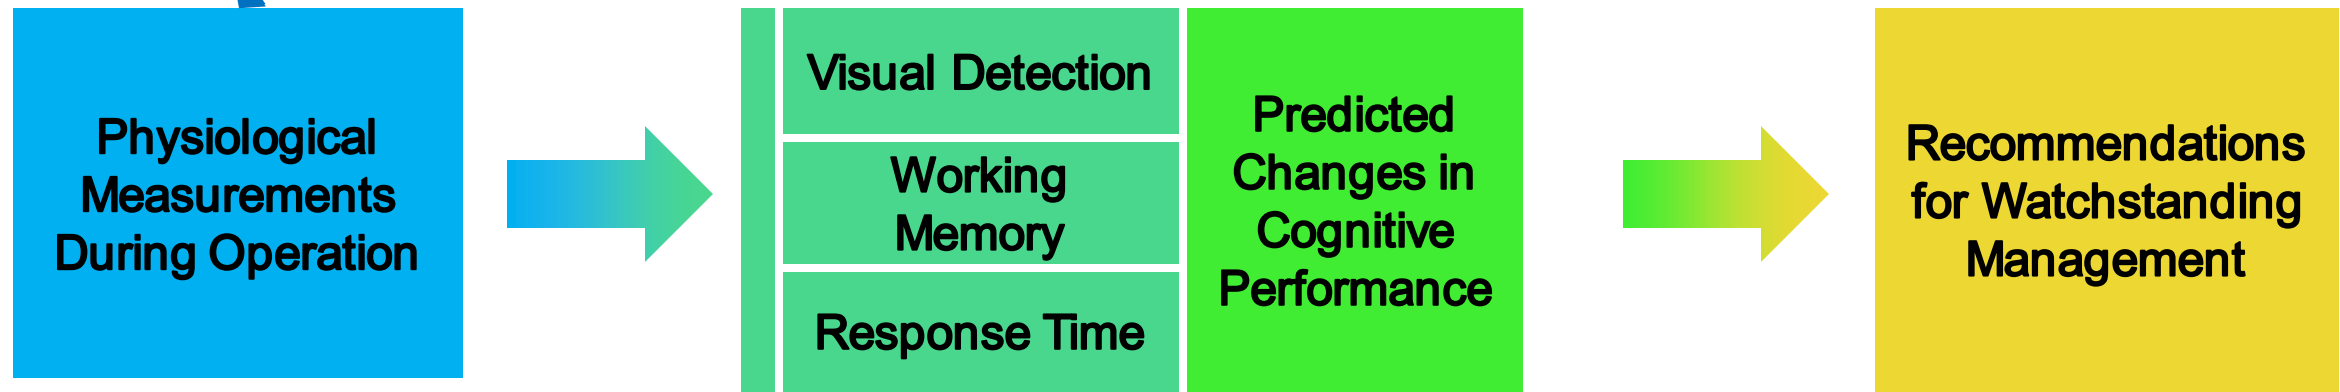 Physiological
Measurements
During Operation
Visual Detection
Working
Memory
Response Time
Predicted
Changes in
Cognitive
Performance
Recommendations
for Watchstanding
Management